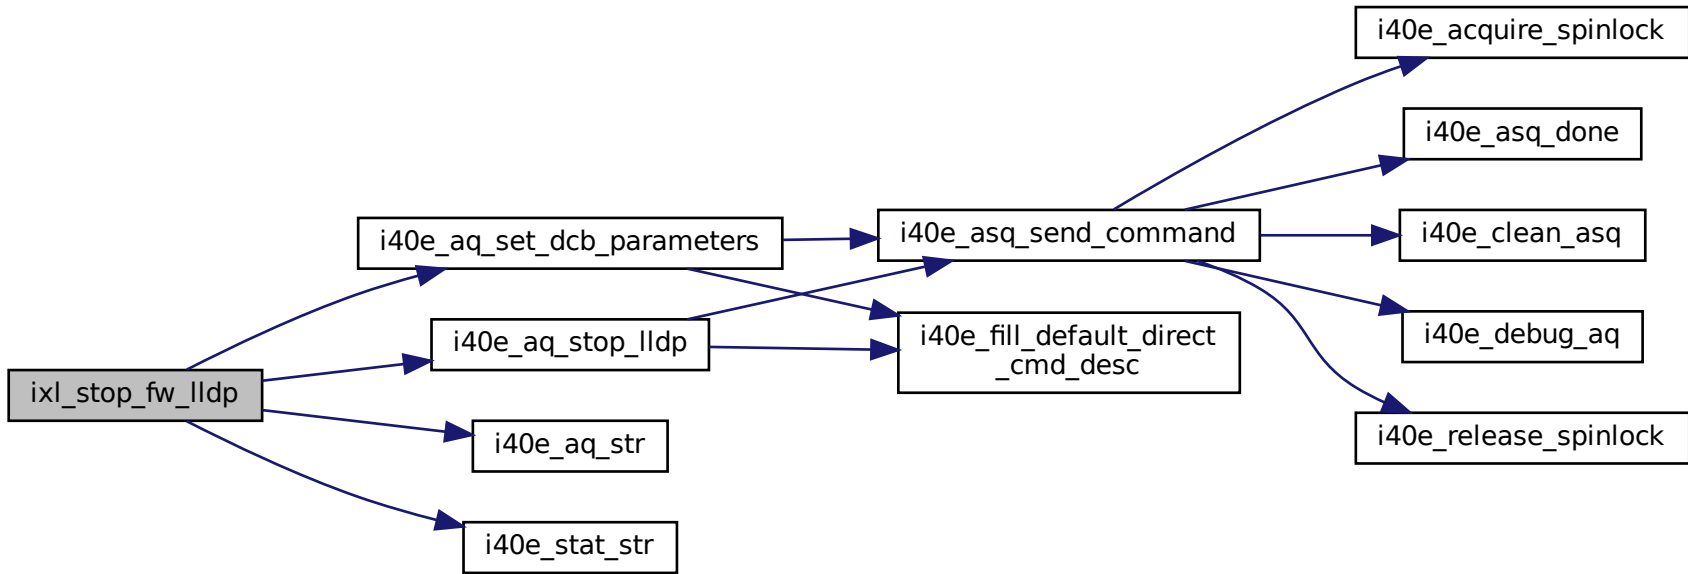 ixl_stop_fw_lldp
i40e_aq_set_dcb_parameters
i40e_aq_stop_lldp
i40e_aq_str
i40e_stat_str
i40e_asq_send_command
i40e_fill_default_direct
_cmd_desc
i40e_acquire_spinlock
i40e_asq_done
i40e_clean_asq
i40e_debug_aq
i40e_release_spinlock